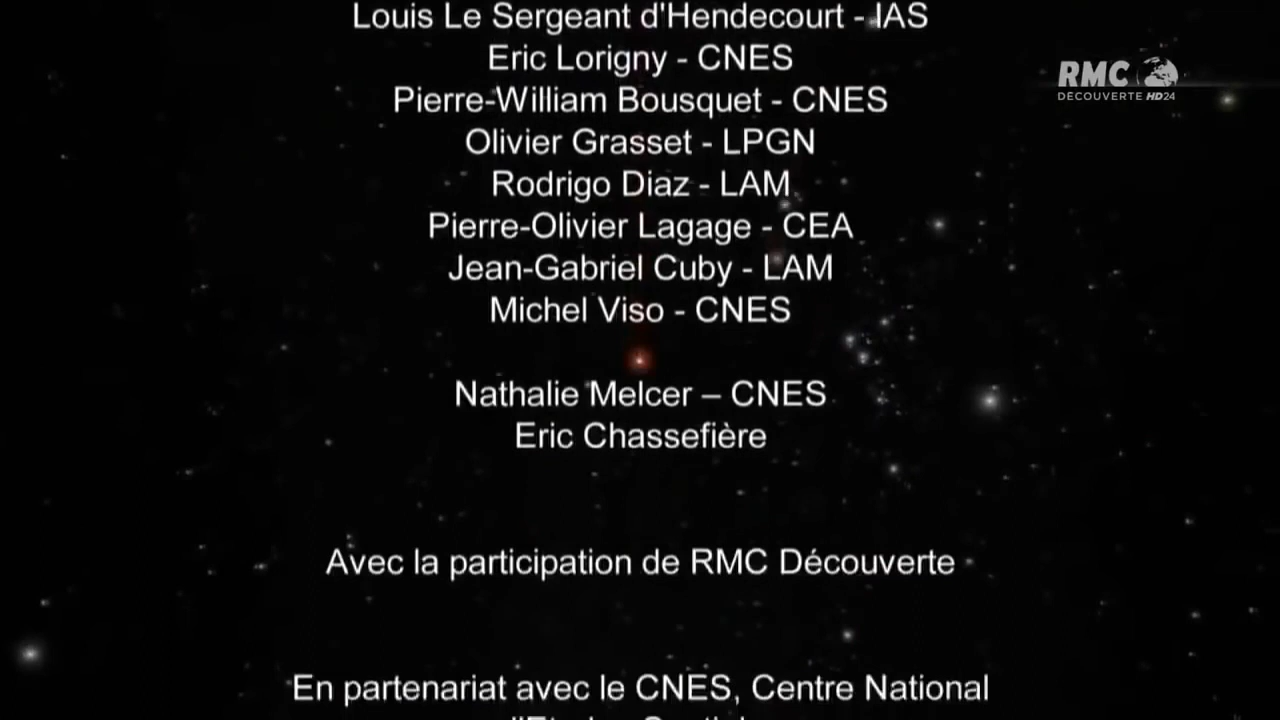 Louis Le Sergeant d'Hendecourt - IAS
Eric Lorigny - CNES
RMC
DÉCOUVERTE HD24
Pierre-William Bousquet - CNES
Olivier Grasset - LPGN
Rodrigo Diaz - LAM
Pierre-Olivier Lagage - CEA
Jean-Gabriel Cuby - LAM
Michel Viso - CNES
Nathalie Melcer – CNES
Eric Chassefière
Avec la participation de RMC Découverte
En partenariat avec le CNES, Centre National